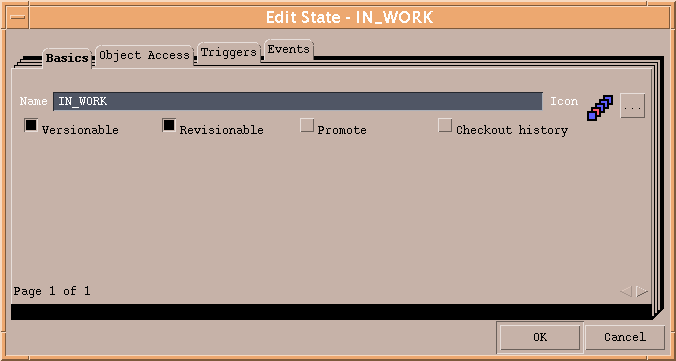 Edit State - IN_WORK
Basics Object Access Triggers Events
Name IN_WORK Icon ...
Versionable Revisionable Promote Checkout history
Page 1 of 1
OK Cancel